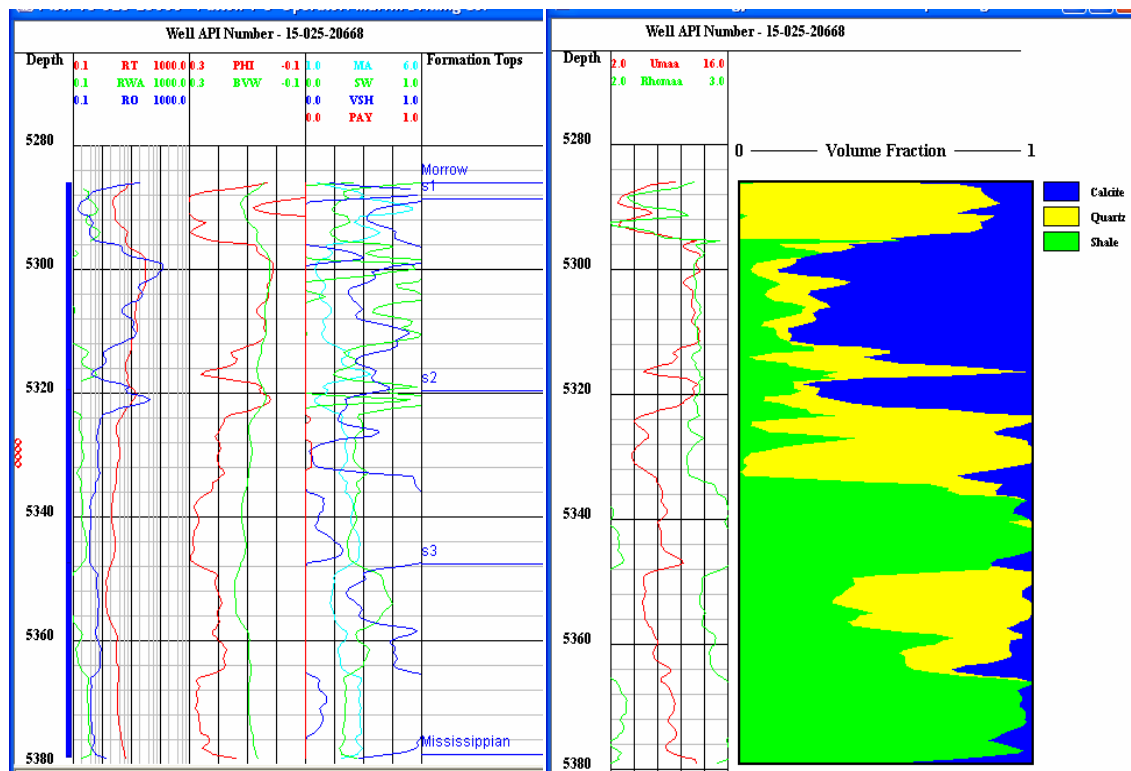 Well API Number - 15-025-20668
Depth
0.1 RT 1000.0 0.3 PHI -0.1 1.0 MA 6.0 Formation Tops
0.1 RWA 1000.0 0.3 BVW -0.1 0.0 SW 1.0
0.1 RO 1000.0 0.0 VSH 1.0
0.0 PAY 1.0
5280
Morrow
s1
5300
s2
5320
5340
s3
5360
Mississippian
5380
Well API Number - 15-025-20668
Depth
2.0 Umaa 16.0
2.0 Rhomaa 3.0
5280
0 Volume Fraction 1
Calcite
Quartz
Shale
5300
5320
5340
5360
5380